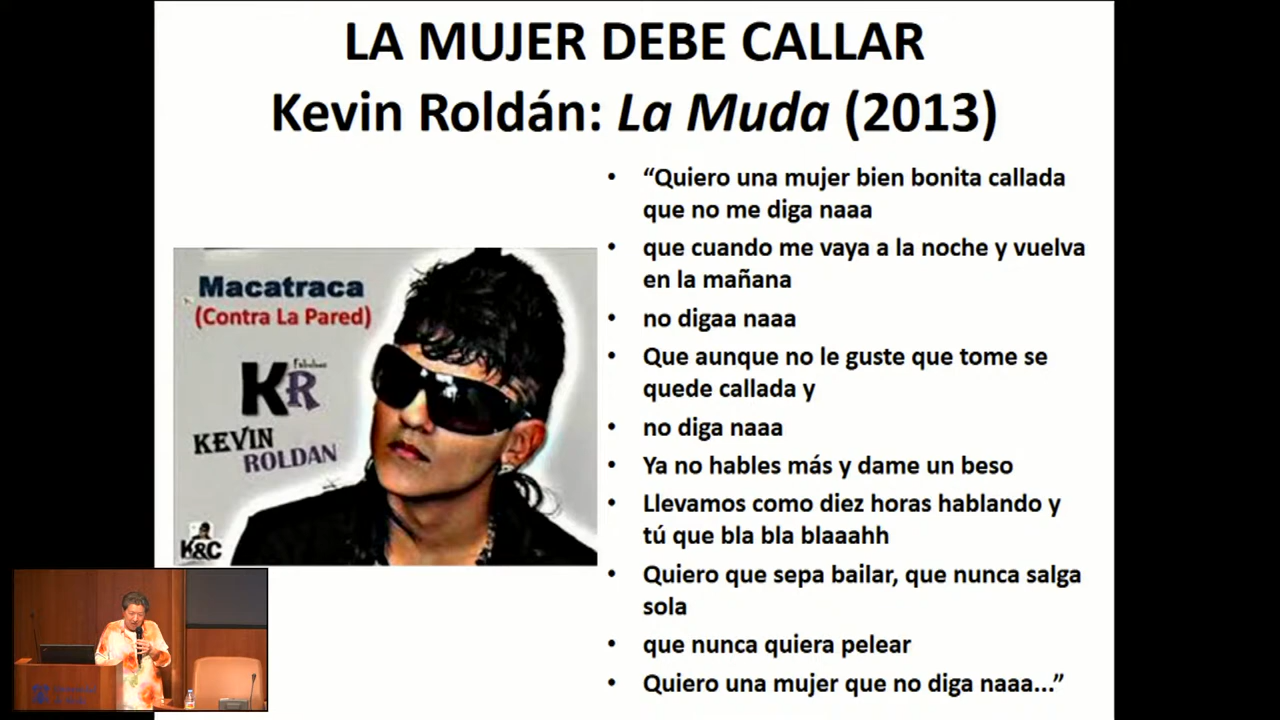 LA MUJER DEBE CALLAR
Kevin Roldán: La Muda (2013)
• “Quiero una mujer bien bonita callada
que no me diga naaa
• que cuando me vaya a la noche y vuelva
en la mañana
• no digaa naaa
• Que aunque no le guste que tome se
quede callada y
• no diga naaa
• Ya no hables más y dame un beso
• Llevamos como diez horas hablando y
tú que bla bla blaaahh
• Quiero que sepa bailar, que nunca salga
sola
• que nunca quiera pelear
• Quiero una mujer que no diga naaa...”
Macatraca
(Contra La Pared)
KR
KEVIN
ROLDAN
K&C